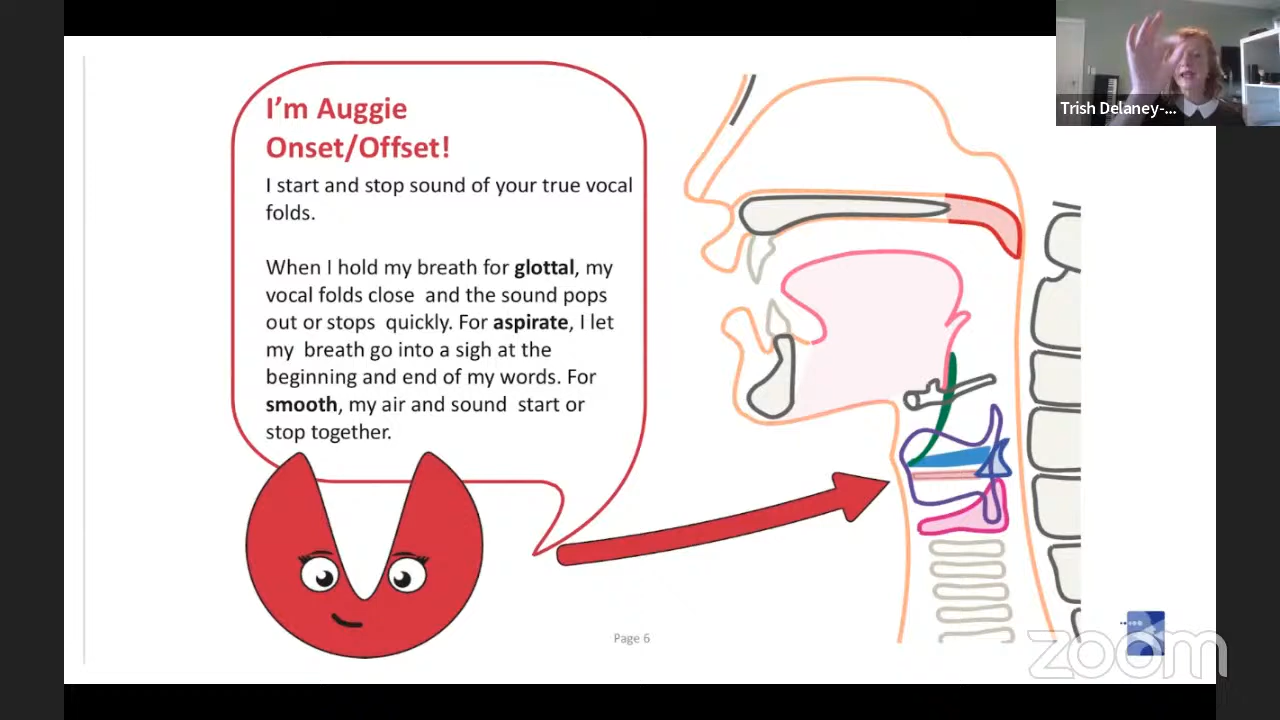 I'm Auggie
Onset/Offset!
I start and stop sound of your true vocal
folds.
When I hold my breath for glottal, my
vocal folds close and the sound pops
out or stops quickly. For aspirate, I let
my breath go into a sigh at the
beginning and end of my words. For
smooth, my air and sound start or
stop together.
Page 6
Trish Delaney-...
zoom